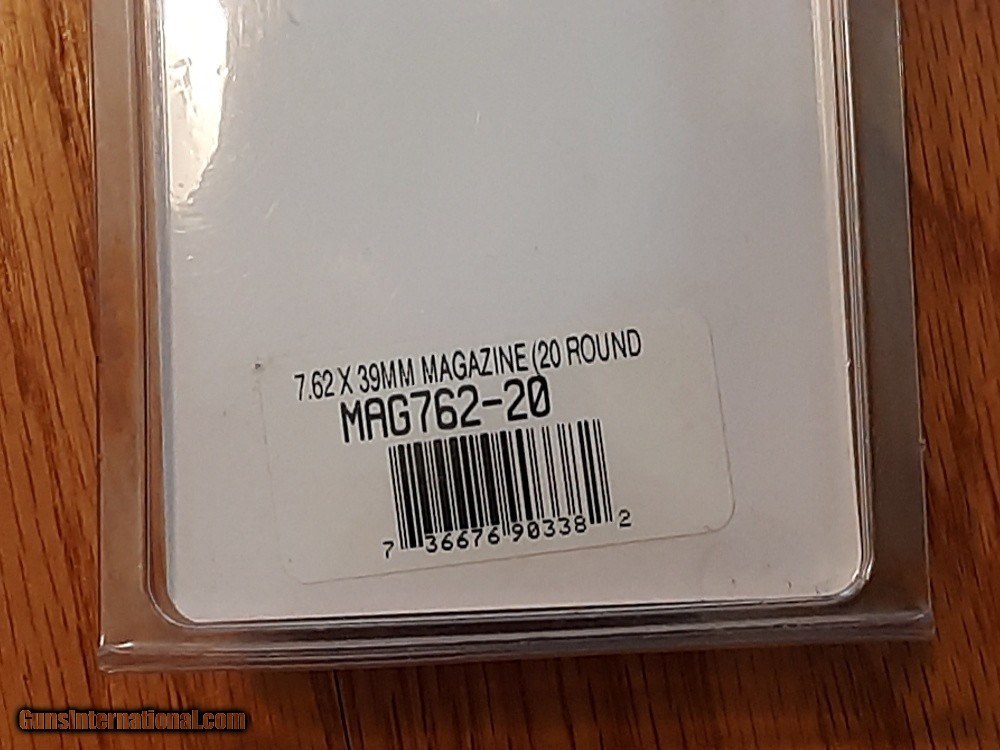 7.62 X 39MM MAGAZINE (20 ROUND
MAG762-20
7 36676 90338 2
GunsInternational.com